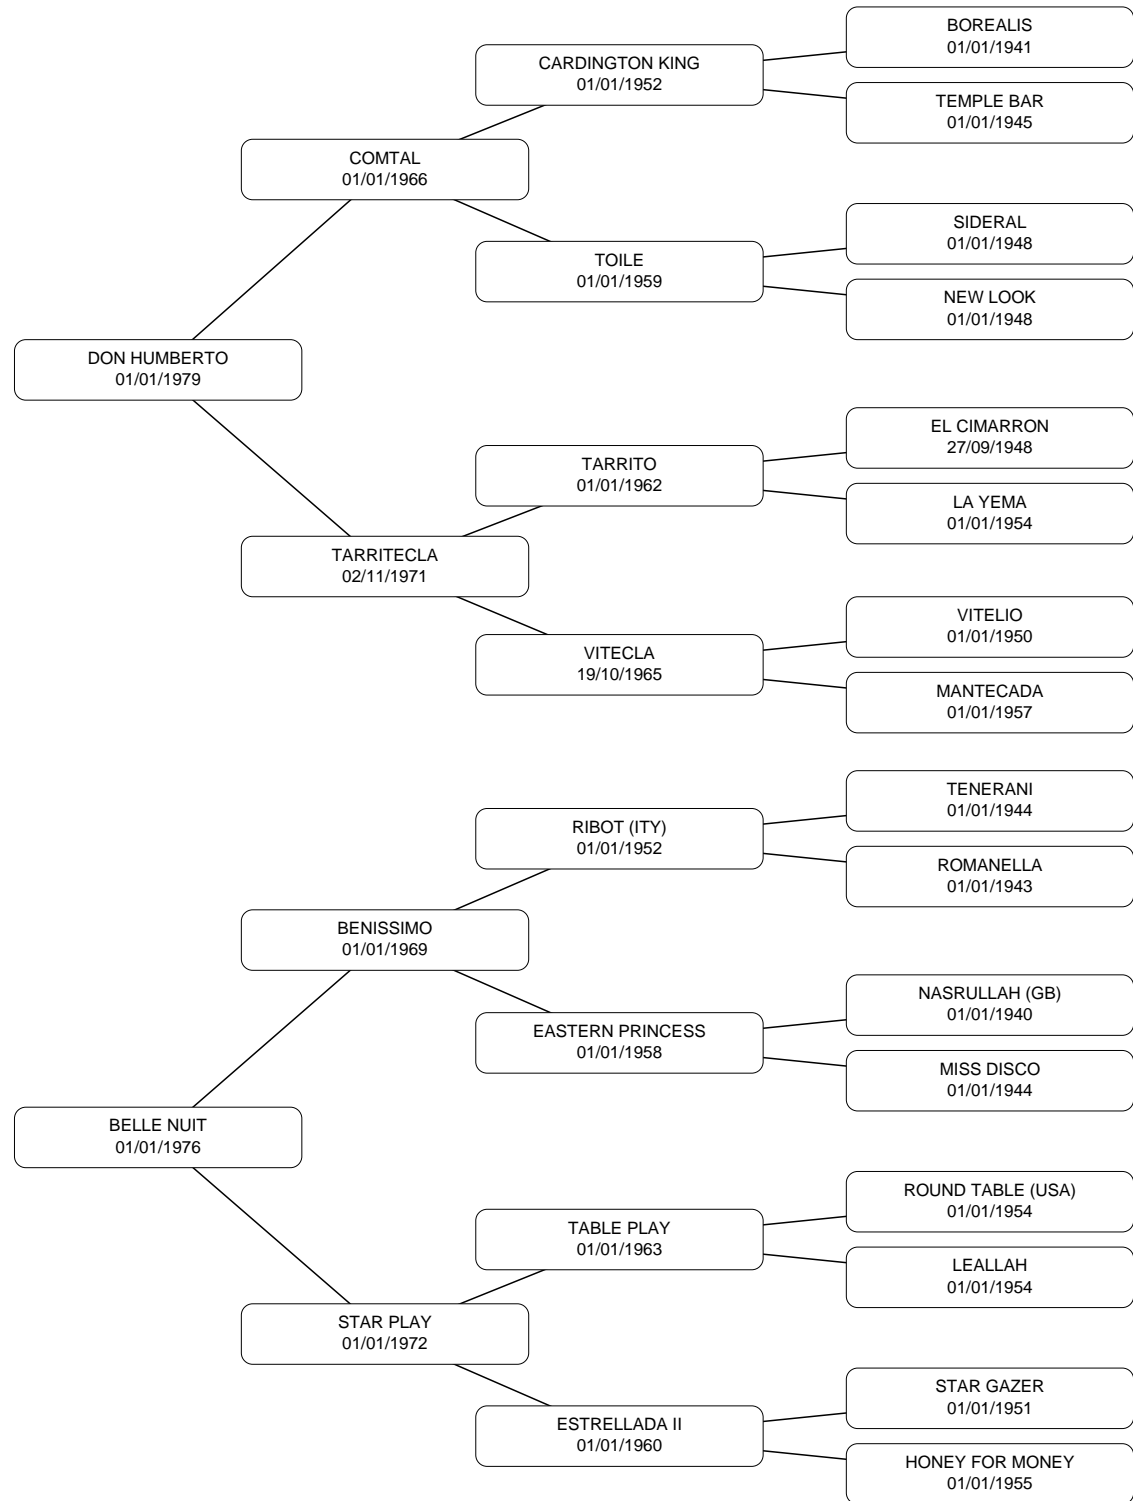 BOREALIS
01/01/1941
CARDINGTON KING
01/01/1952
TEMPLE BAR
01/01/1945
COMTAL
01/01/1966
SIDERAL
01/01/1948
TOILE
01/01/1959
NEW LOOK
01/01/1948
DON HUMBERTO
01/01/1979
EL CIMARRON
27/09/1948
TARRITO
01/01/1962
LA YEMA
01/01/1954
TARRITECLA
02/11/1971
VITELIO
01/01/1950
VITECLA
19/10/1965
MANTECADA
01/01/1957
TENERANI
01/01/1944
RIBOT (ITY)
01/01/1952
ROMANELLA
01/01/1943
BENISSIMO
01/01/1969
NASRULLAH (GB)
01/01/1940
EASTERN PRINCESS
01/01/1958
MISS DISCO
01/01/1944
BELLE NUIT
01/01/1976
ROUND TABLE (USA)
01/01/1954
TABLE PLAY
01/01/1963
LEALLAH
01/01/1954
STAR PLAY
01/01/1972
STAR GAZER
01/01/1951
ESTRELLADA II
01/01/1960
HONEY FOR MONEY
01/01/1955